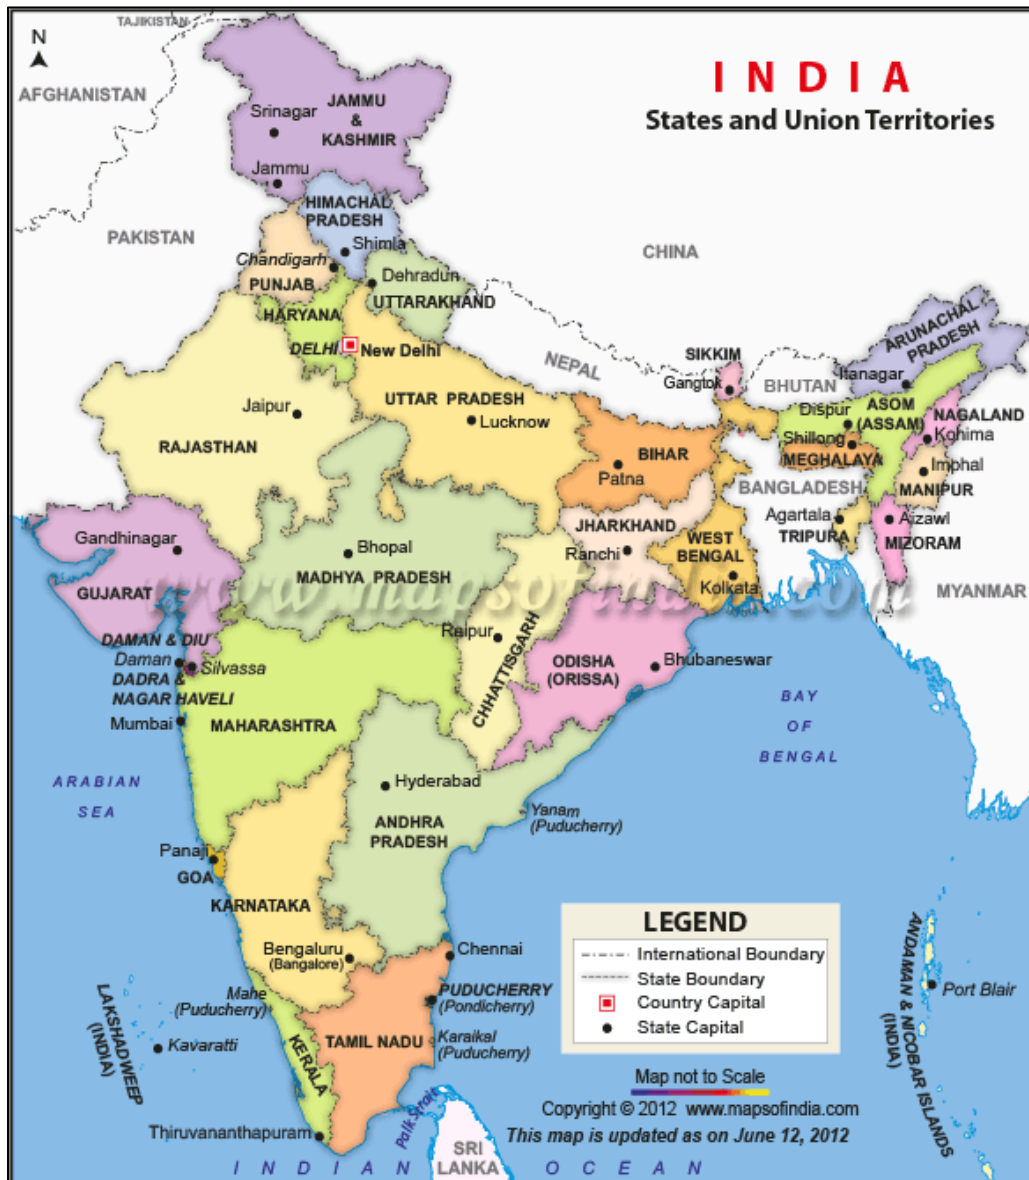 TAJIKISTAN
N
AFGHANISTAN
INDIA
States and Union Territories
JAMMU
&
KASHMIR
Srinagar
Jammu
HIMACHAL
PRADESH
Shimla
PAKISTAN
CHINA
Chandigarh
PUNJAB
Dehradun
UTTARAKHAND
HARYANA
DELHI
New Delhi
ARUNACHAL
PRADESH
NEPAL
SIKKIM
Gangtok
BHUTAN
Itanagar
UTTAR PRADESH
Lucknow
Jaipur
RAJASTHAN
Dispur
ASOM
(ASSAM)
NAGALAND
Kohima
Shillong
MEGHALAYA
BIHAR
Patna
Imphal
MANIPUR
BANGLADESH
Agartala
TRIPURA
Aizawl
MIZORAM
JHARKHAND
Ranchi
WEST
BENGAL
Kolkata
Gandhinagar
GUJARAT
Bhopal
MADHYA PRADESH
www.mapsofindia.com
MYANMAR
DAMAN & DIU
Daman
Silvassa
DADRA &
NAGAR HAVELI
Mumbai
MAHARASHTRA
Raipur
CHHATTISGARH
ODISHA
(ORISSA)
Bhubaneswar
BAY
OF
BENGAL
ARABIAN
SEA
Hyderabad
ANDHRA
PRADESH
Yanam
(Puducherry)
Panaji
GOA
KARNATAKA
Bengaluru
(Bangalore)
Chennai
Mahe
(Puducherry)
PUDUCHERRY
(Pondicherry)
LAKSHADWEEP
(INDIA)
Kavaratti
KERALA
TAMIL NADU
Karaikal
(Puducherry)
Thiruvananthapuram
Palk Strait
SRI
LANKA
INDIAN OCEAN
LEGEND
International Boundary
State Boundary
Country Capital
State Capital
ANDAMAN & NICOBAR ISLANDS
(INDIA)
Port Blair
Map not to Scale
Copyright © 2012 www.mapsofindia.com
This map is updated as on June 12, 2012